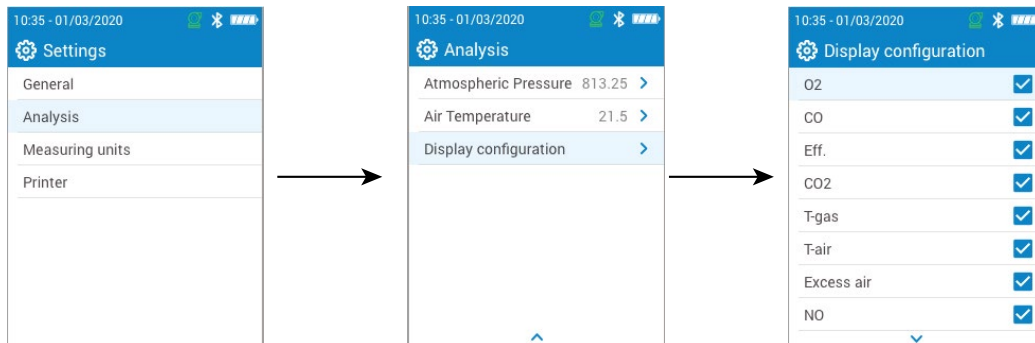 10:35 - 01/03/2020
Settings
General
Analysis
Measuring units
Printer
10:35 - 01/03/2020
Analysis
Atmospheric Pressure 813.25
Air Temperature 21.5
Display configuration
10:35 - 01/03/2020
Display configuration
O2
CO
Eff.
CO2
T-gas
T-air
Excess air
NO